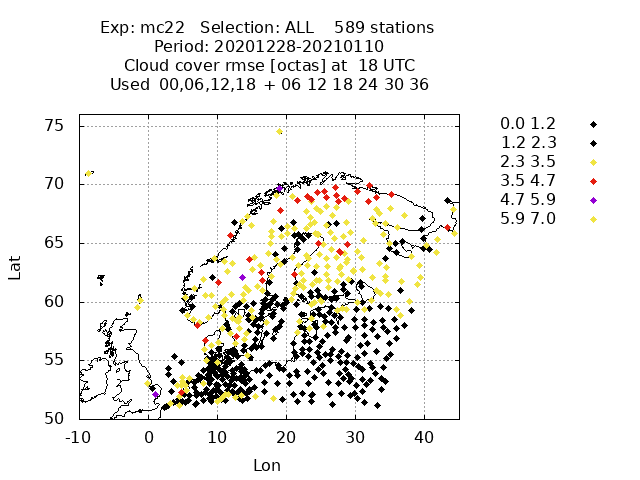 Exp: mc22 Selection: ALL 589 stations
Period: 20201228-20210110
Cloud cover rmse [octas] at 18 UTC
Used 00,06,12,18 + 06 12 18 24 30 36
0.0 1.2
1.2 2.3
2.3 3.5
3.5 4.7
4.7 5.9
5.9 7.0
75
70
65
60
55
50
Lat
-10 0 10 20 30 40
Lon